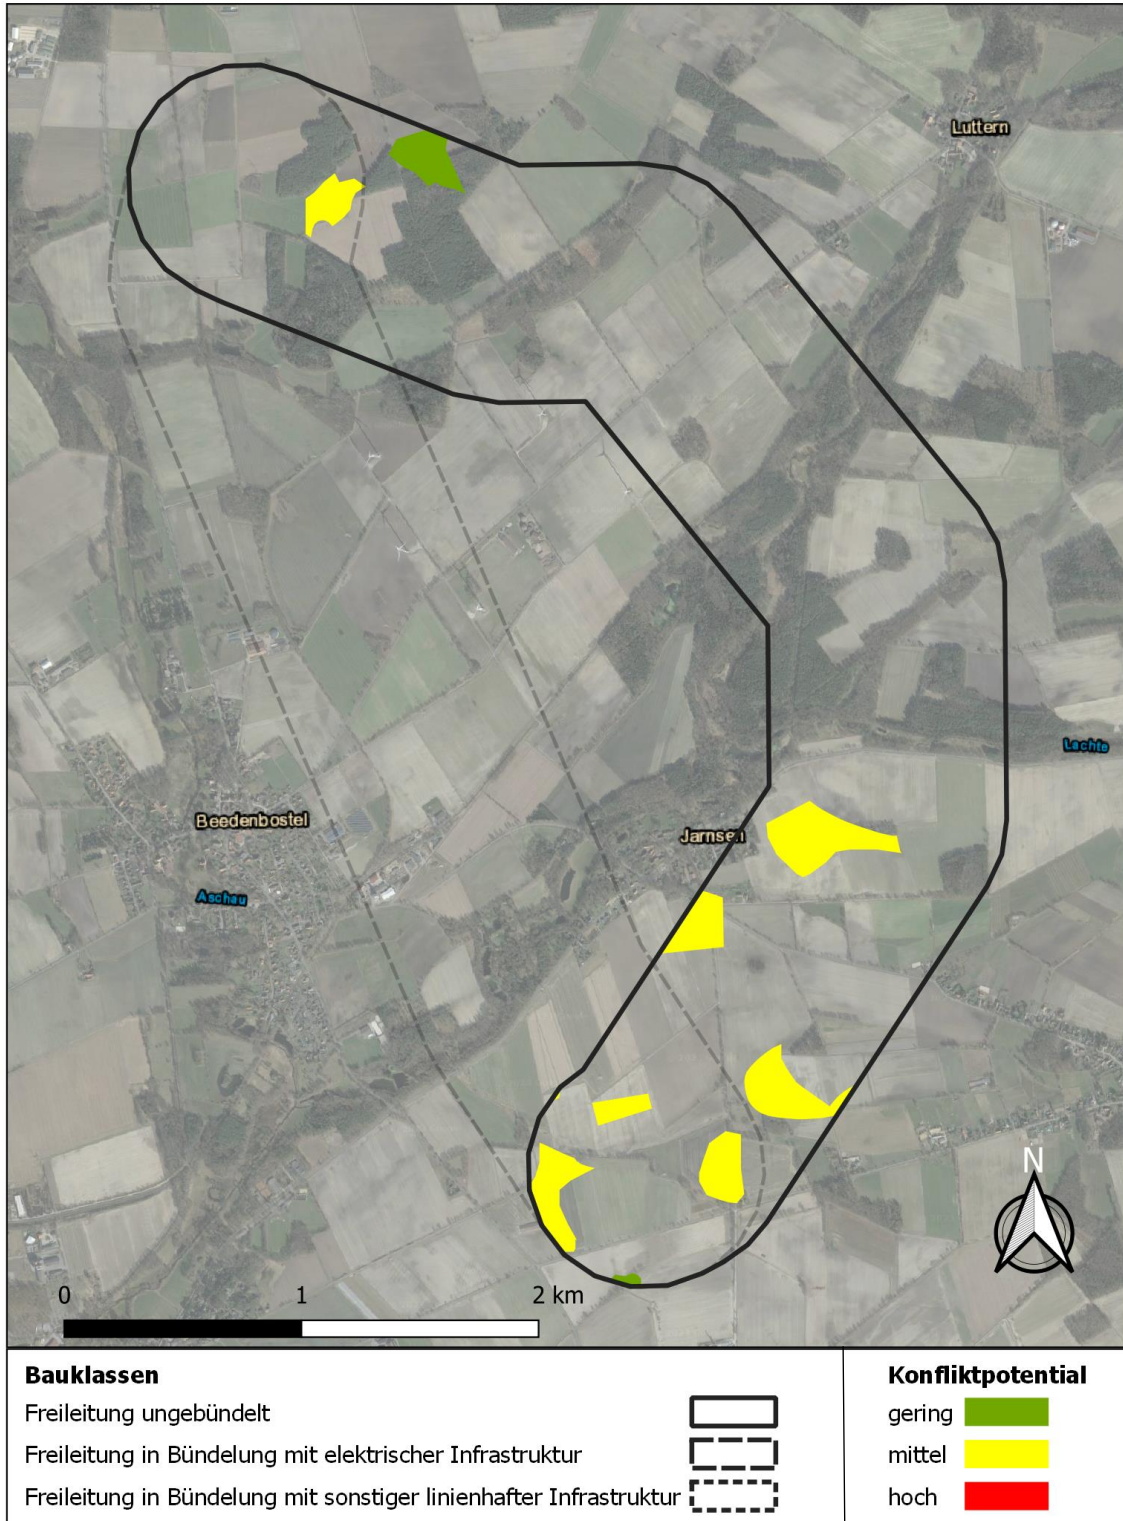 Luttern
Lachte
Beedenbostel
Jarnsen
Aschau
N
0 1 2 km
Bauklassen
Freileitung ungebündelt
Freileitung in Bündelung mit elektrischer Infrastruktur
Freileitung in Bündelung mit sonstiger linienhafter Infrastruktur
Konfliktpotential
gering
mittel
hoch